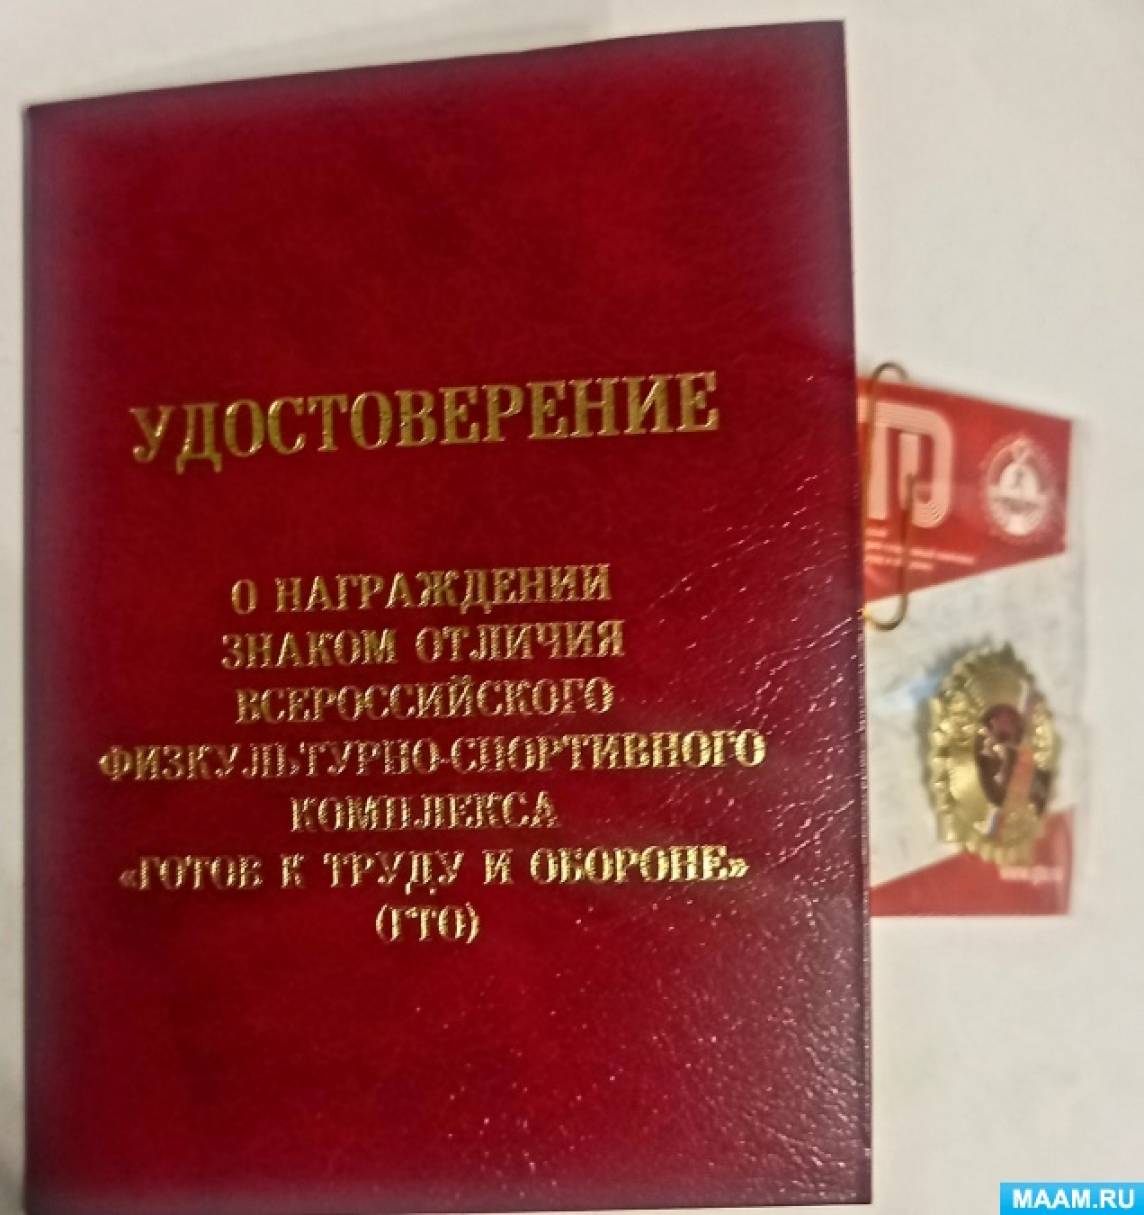 УДОСТОВЕРЕНИЕ
О НАГРАЖДЕНИИ
ЗНАКОМ ОТЛИЧИЯ
ВСЕРОССИЙСКОГО
ФИЗКУЛЬТУРНО-СПОРТИВНОГО
КОМПЛЕКСА
«ГОТОВ К ТРУДУ И ОБОРОНЕ»
(ГТО)
MAAM.RU